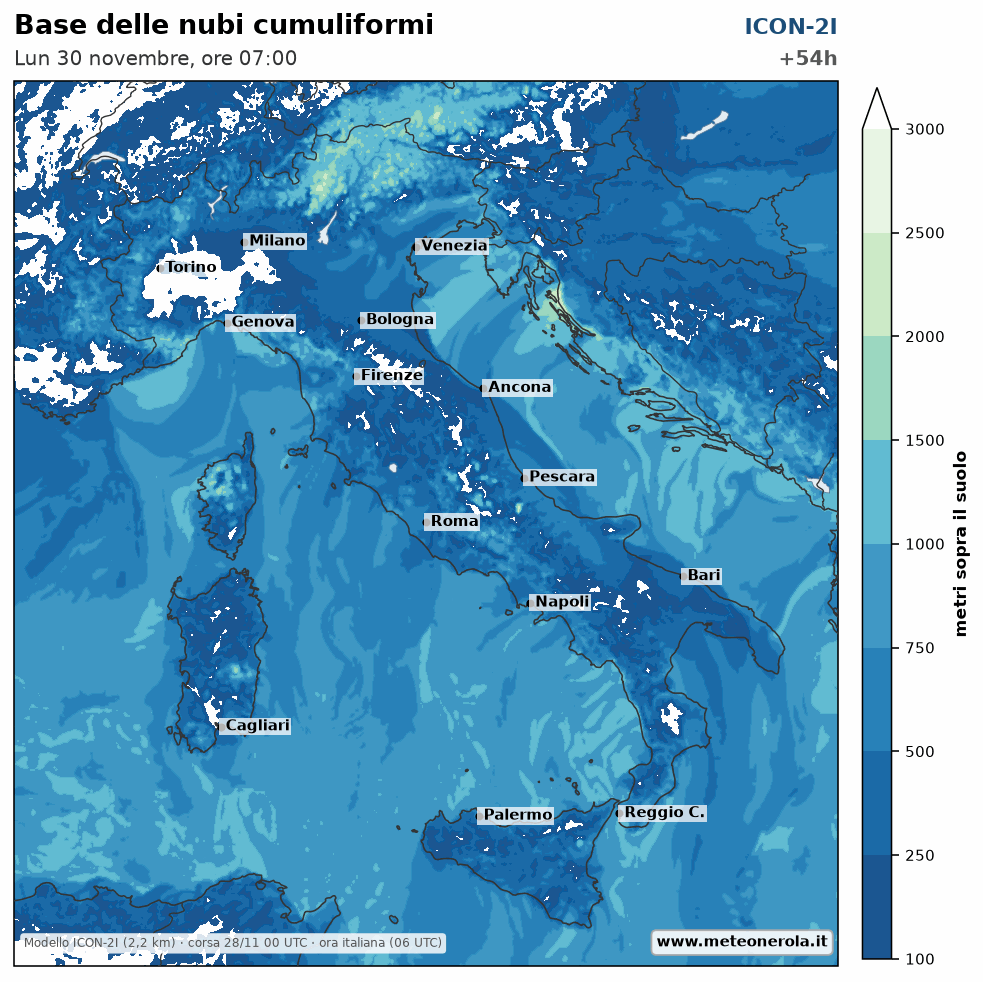 Base delle nubi cumuliformi
ICON-2I
Lun 30 novembre, ore 07:00
+54h
3000
2500
2000
1500
1000
750
500
250
100
metri sopra il suolo
Milano
Venezia
Torino
Genova
Bologna
Firenze
Ancona
Pescara
Roma
Bari
Napoli
Cagliari
Palermo
Reggio C.
Modello ICON-2I (2,2 km) · corsa 28/11 00 UTC · ora italiana (06 UTC)
www.meteonerola.it